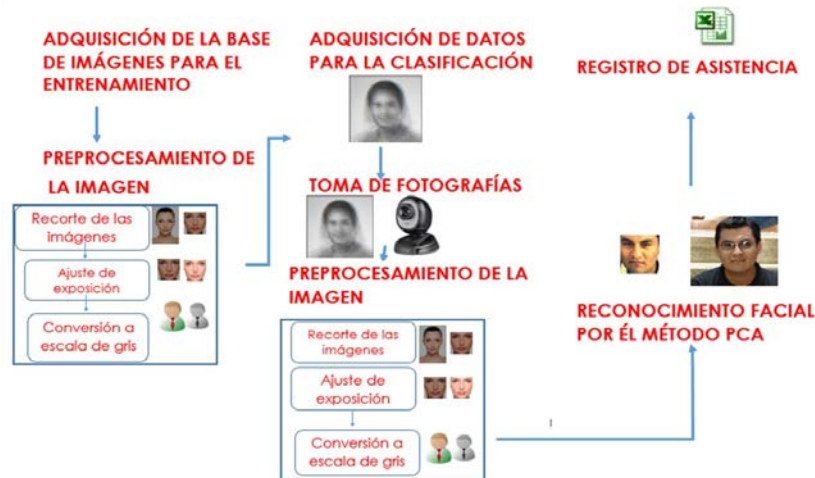 ADQUISICIÓN DE LA BASE
DE IMÁGENES PARA EL
ENTRENAMIENTO
PREPROCESAMIENTO DE
LA IMAGEN
Recorte de las
imágenes
Ajuste de
exposición
Conversión a
escala de gris
ADQUISICIÓN DE DATOS
PARA LA CLASIFICACIÓN
TOMA DE FOTOGRAFÍAS
PREPROCESAMIENTO DE LA
IMAGEN
Recorte de las
imágenes
Ajuste de
exposición
Conversión a
escala de gris
REGISTRO DE ASISTENCIA
RECONOCIMIENTO FACIAL
POR ÉL MÉTODO PCA